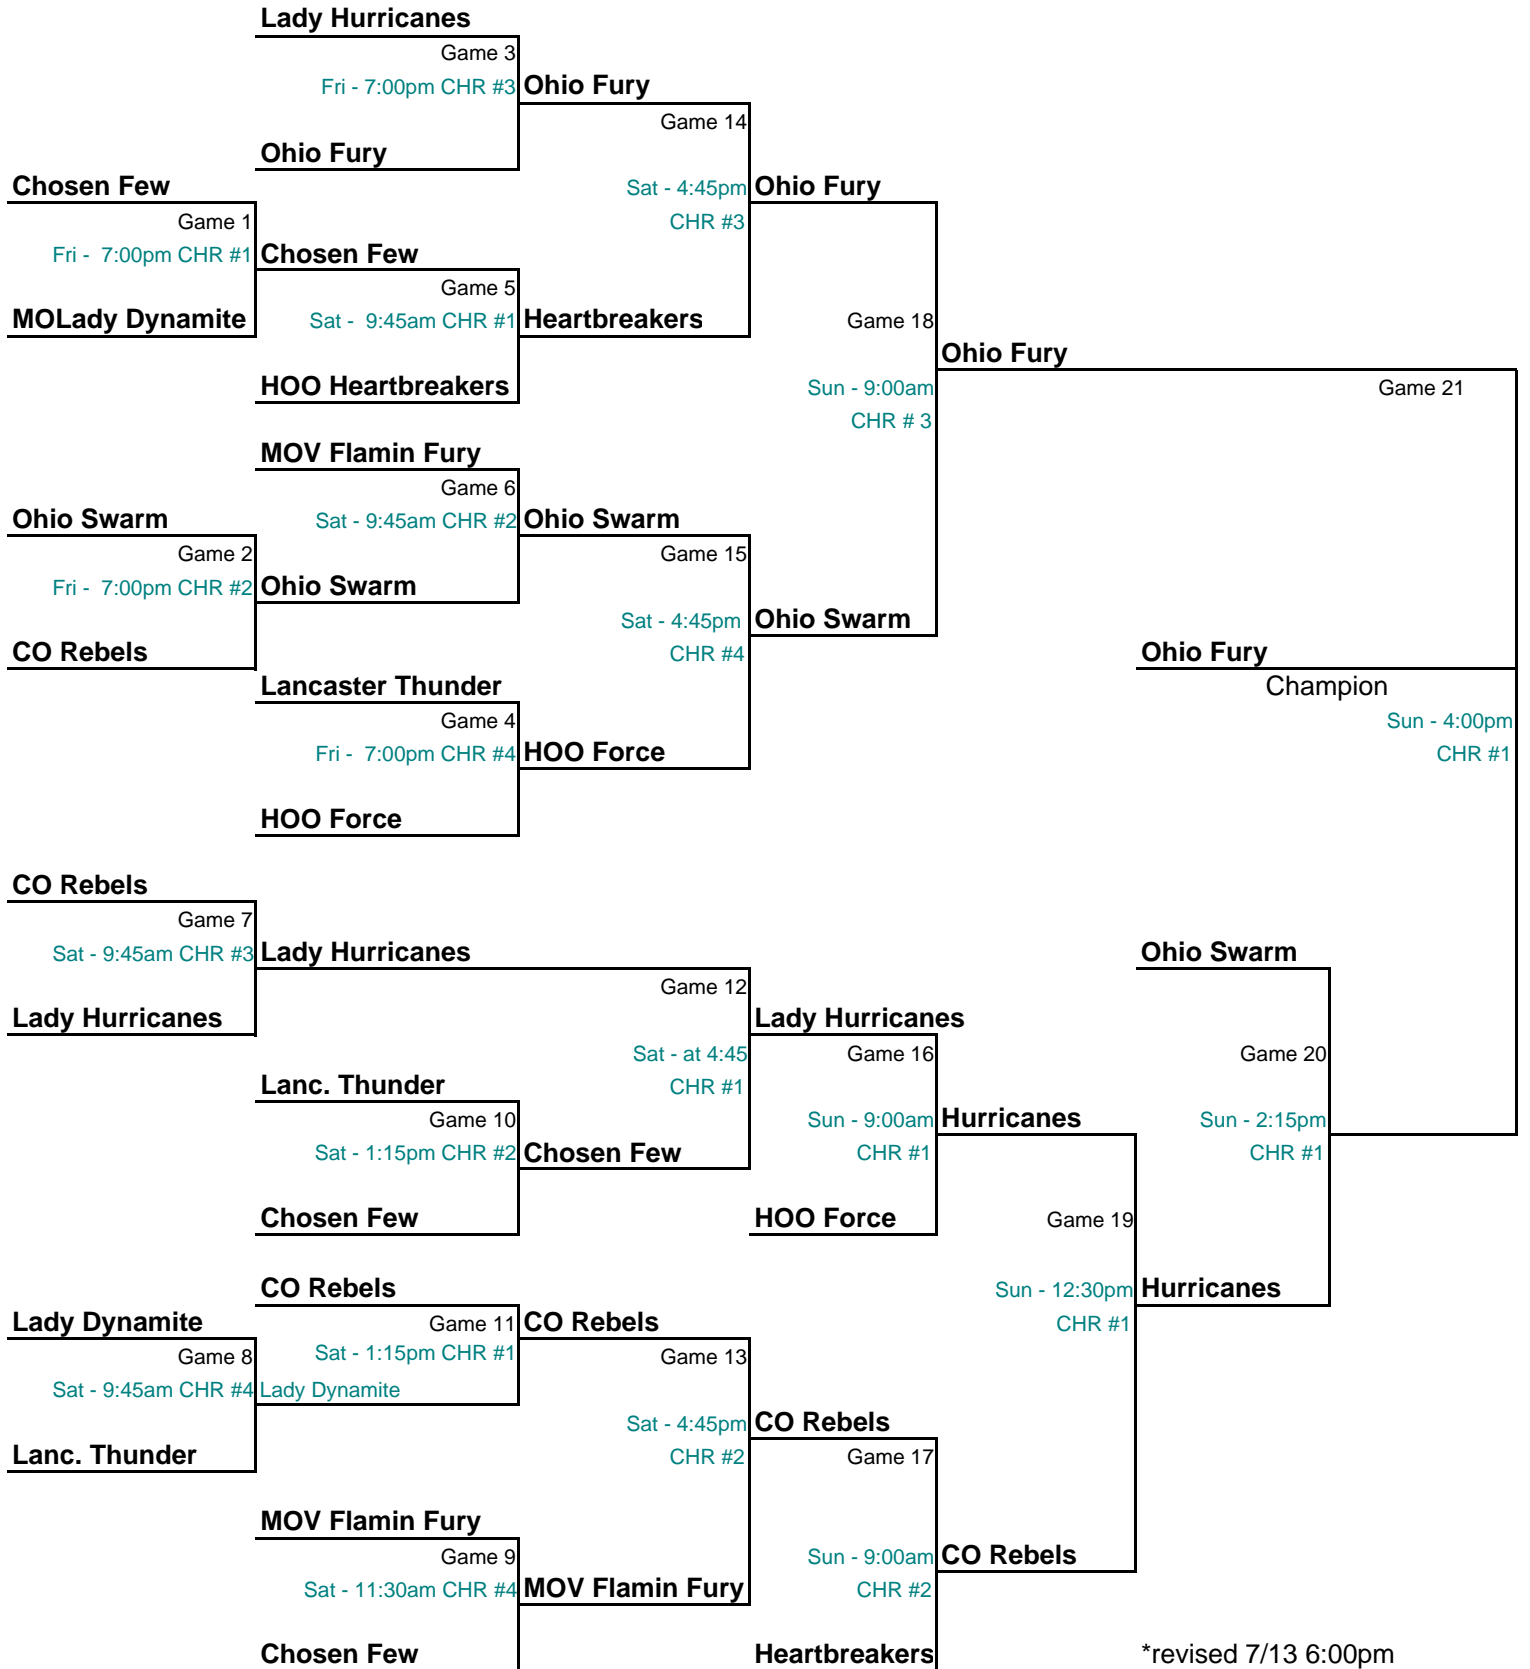 Lady Hurricanes
Game 3
Fri - 7:00pm CHR #3 Ohio Fury
Game 14
Ohio Fury
Chosen Few
Sat - 4:45pm Ohio Fury
Game 1
CHR #3
Fri - 7:00pm CHR #1 Chosen Few
Game 5
MOLady Dynamite
Sat - 9:45am CHR #1 Heartbreakers
Game 18
Ohio Fury
HOO Heartbreakers
Sun - 9:00am
Game 21
CHR # 3
MOV Flamin Fury
Game 6
Ohio Swarm
Sat - 9:45am CHR #2 Ohio Swarm
Game 2
Game 15
Fri - 7:00pm CHR #2 Ohio Swarm
Sat - 4:45pm Ohio Swarm
CO Rebels
CHR #4
Ohio Fury
Lancaster Thunder
Champion
Game 4
Sun - 4:00pm
Fri - 7:00pm CHR #4 HOO Force
CHR #1
HOO Force
CO Rebels
Game 7
Sat - 9:45am CHR #3 Lady Hurricanes
Ohio Swarm
Game 12
Lady Hurricanes
Lady Hurricanes
Sat - at 4:45
Game 16
Game 20
Lanc. Thunder
CHR #1
Game 10
Sun - 9:00am Hurricanes
Sun - 2:15pm
Sat - 1:15pm CHR #2 Chosen Few
CHR #1
CHR #1
Chosen Few
HOO Force
Game 19
CO Rebels
Sun - 12:30pm Hurricanes
Lady Dynamite
Game 11 CO Rebels
CHR #1
Game 8
Sat - 1:15pm CHR #1
Game 13
Sat - 9:45am CHR #4 Lady Dynamite
Sat - 4:45pm CO Rebels
Lanc. Thunder
CHR #2
Game 17
MOV Flamin Fury
Game 9
Sun - 9:00am CO Rebels
Sat - 11:30am CHR #4 MOV Flamin Fury
CHR #2
Chosen Few
Heartbreakers
*revised 7/13 6:00pm